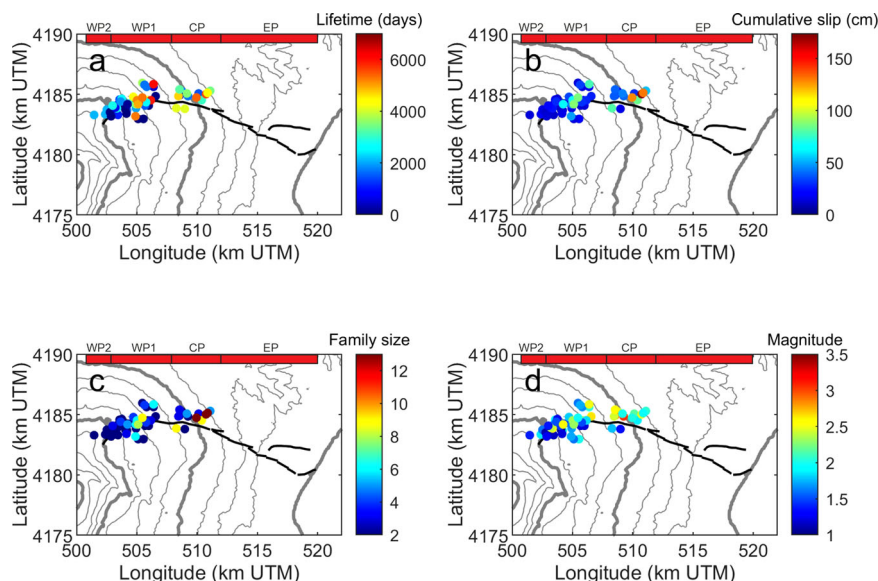 Lifetime (days)
WP2 WP1 CP EP
4190
4185
4180
4175
a
6000
4000
2000
0
500 505 510 515 520
Longitude (km UTM)
Latitude (km UTM)
Cumulative slip (cm)
WP2 WP1 CP EP
4190
4185
4180
4175
b
150
100
50
0
500 505 510 515 520
Longitude (km UTM)
Latitude (km UTM)
Family size
WP2 WP1 CP EP
4190
4185
4180
4175
c
12
10
8
6
4
2
500 505 510 515 520
Longitude (km UTM)
Latitude (km UTM)
Magnitude
WP2 WP1 CP EP
4190
4185
4180
4175
d
3.5
3
2.5
2
1.5
1
500 505 510 515 520
Longitude (km UTM)
Latitude (km UTM)